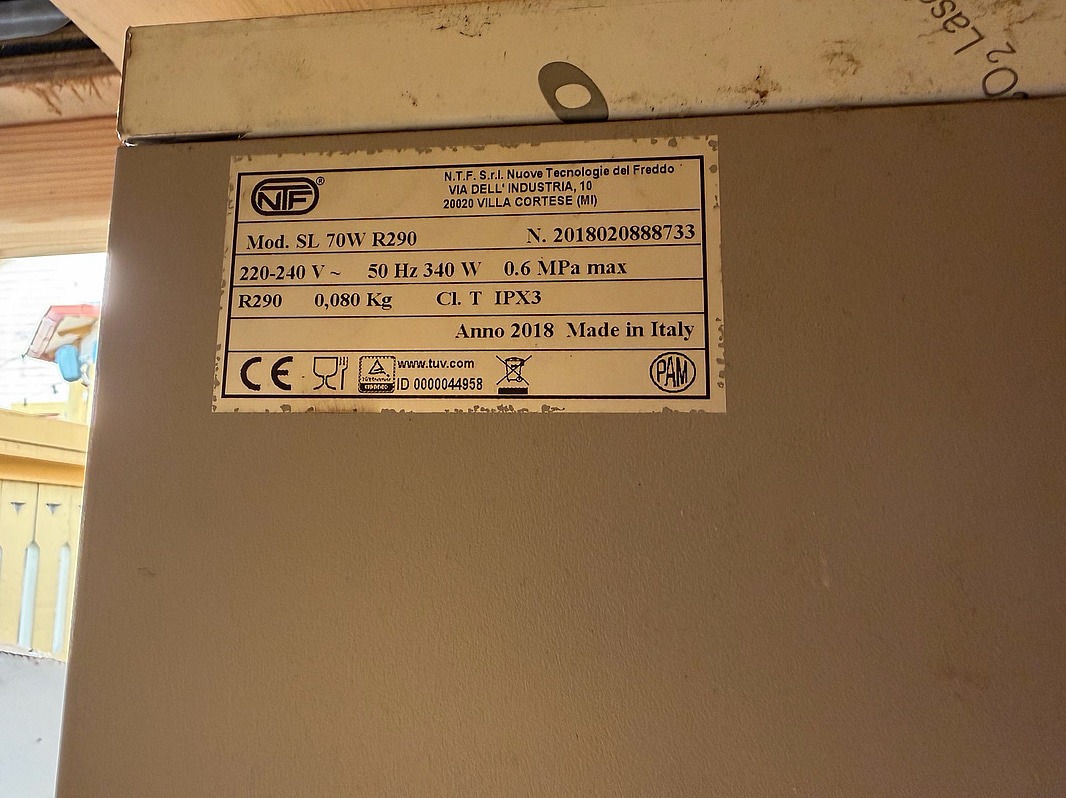 O₂ Las
NTF®
N.T.F. S.r.l. Nuove Tecnologie del Freddo
VIA DELL' INDUSTRIA, 10
20020 VILLA CORTESE (MI)
Mod. SL 70W R290 N. 2018020888733
220-240 V ~ 50 Hz 340 W 0.6 MPa max
R290 0,080 Kg Cl. T IPX3
Anno 2018 Made in Italy
CE www.tuv.com
ID 0000044958
PAM